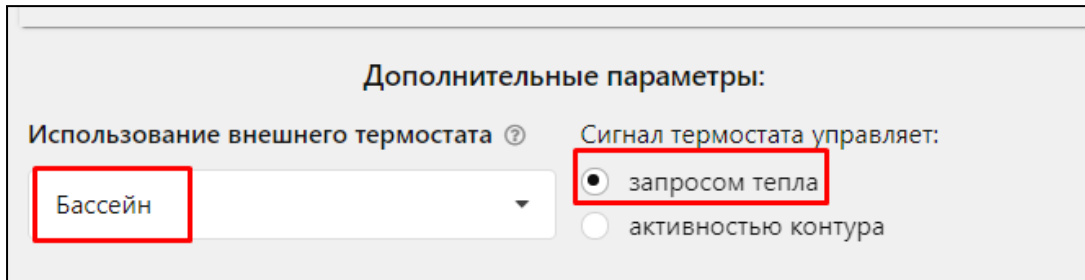 Дополнительные параметры:
Использование внешнего термостата ?
Сигнал термостата управляет:
Бассейн
запросом тепла
активностью контура